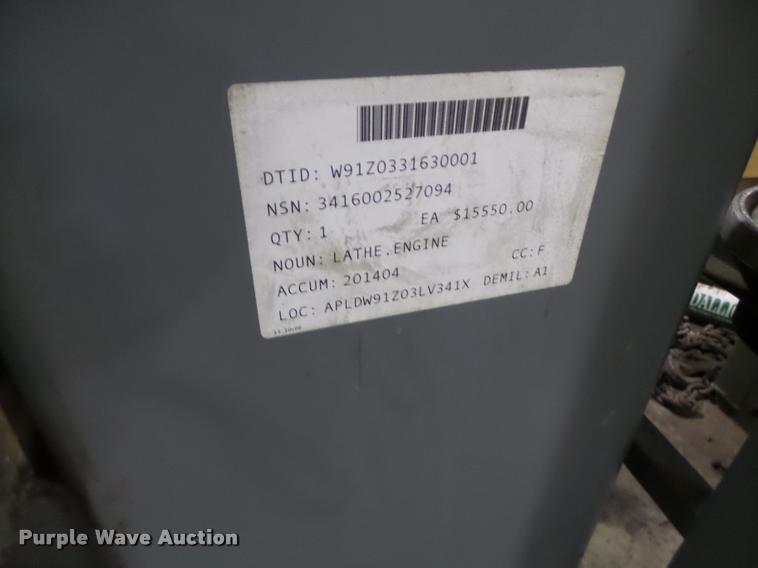 DTID: W91Z0331630001
NSN: 3416002527094
QTY: 1 EA $15550.00
NOUN: LATHE,ENGINE
ACCUM: 201404 CC: F
LOC: APLDW91Z03LV341X DEMIL: A1
Purple Wave Auction